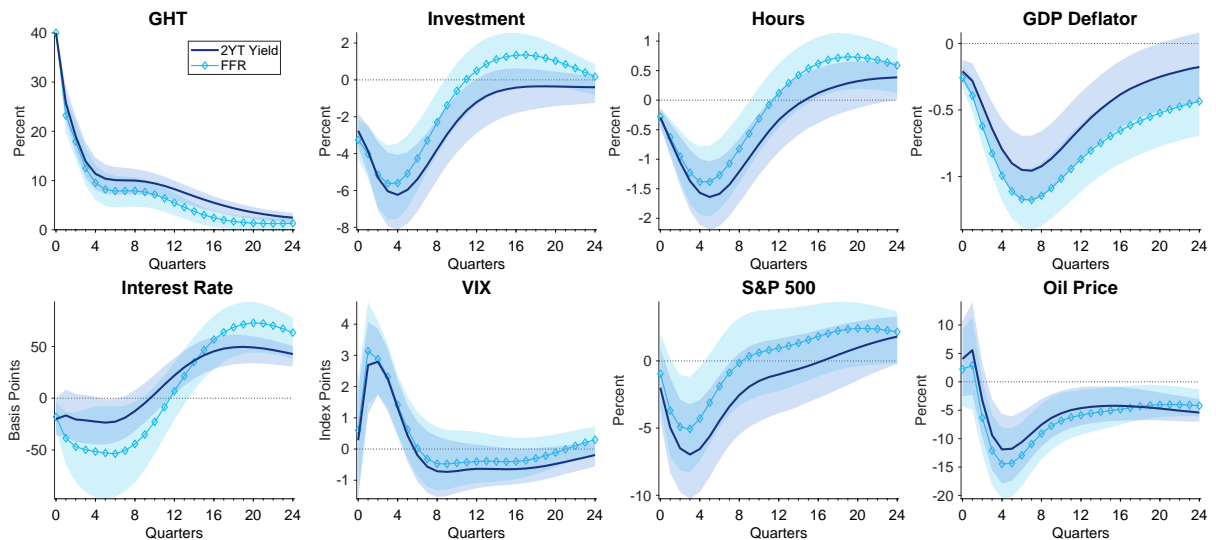 GHT
Percent
40
30
20
10
0
2YT Yield
FFR
0 4 8 12 16 20 24
Quarters
Investment
Percent
2
0
-2
-4
-6
-8
0 4 8 12 16 20 24
Quarters
Hours
Percent
1
0.5
0
-0.5
-1
-1.5
-2
0 4 8 12 16 20 24
Quarters
GDP Deflator
Percent
0
-0.5
-1
0 4 8 12 16 20 24
Quarters
Interest Rate
Basis Points
50
0
-50
0 4 8 12 16 20 24
Quarters
VIX
Index Points
4
3
2
1
0
-1
0 4 8 12 16 20 24
Quarters
S&P 500
Percent
0
-5
-10
0 4 8 12 16 20 24
Quarters
Oil Price
Percent
10
5
0
-5
-10
-15
-20
0 4 8 12 16 20 24
Quarters